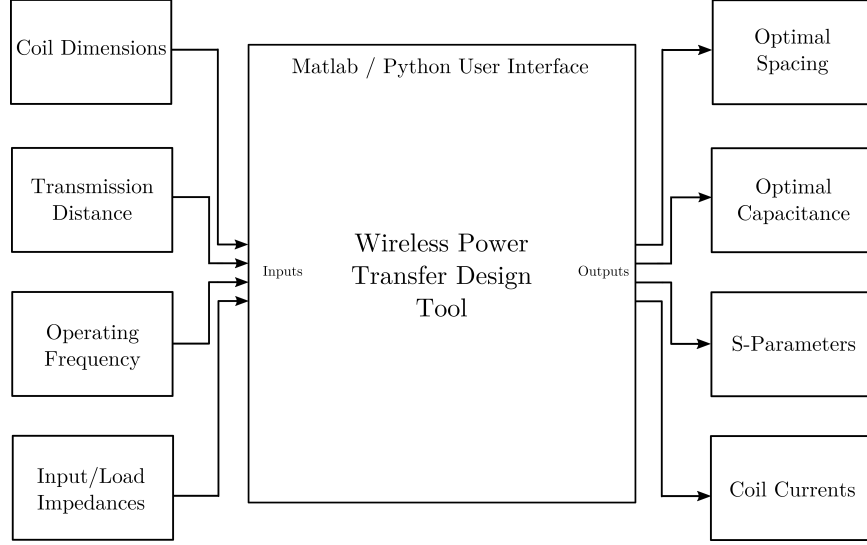 Coil Dimensions
Transmission
Distance
Operating
Frequency
Input/Load
Impedances
Matlab / Python User Interface
Inputs
Wireless Power
Transfer Design
Tool
Outputs
Optimal
Spacing
Optimal
Capacitance
S-Parameters
Coil Currents